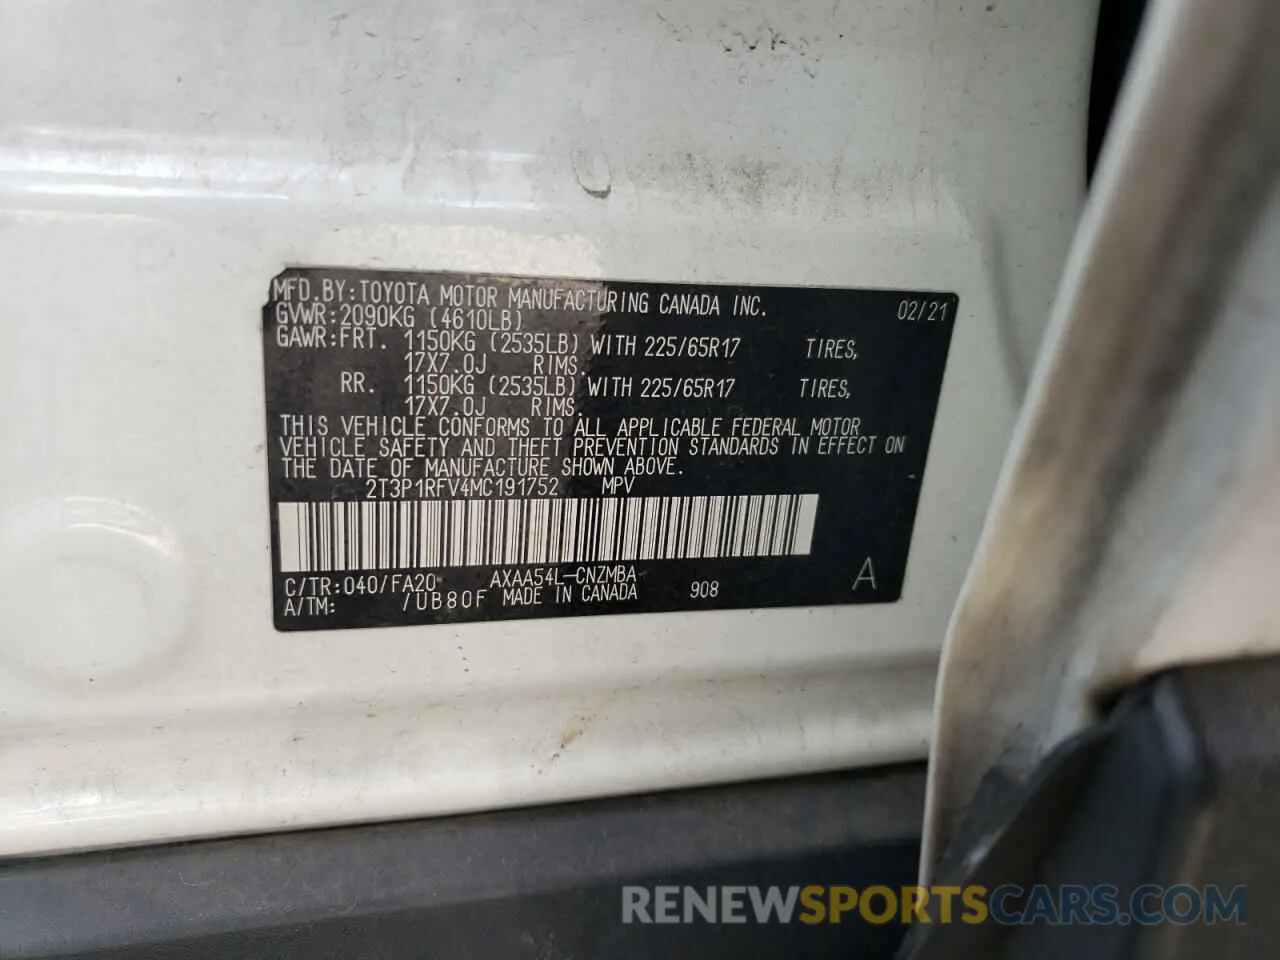 MFD.BY:TOYOTA MOTOR MANUFACTURING CANADA INC. 02/21
GVWR:2090KG (4610LB)
GAWR:FRT. 1150KG (2535LB) WITH 225/65R17 TIRES,
17X7.0J RIMS.
RR. 1150KG (2535LB) WITH 225/65R17 TIRES,
17X7.0J RIMS.
THIS VEHICLE CONFORMS TO ALL APPLICABLE FEDERAL MOTOR
VEHICLE SAFETY AND THEFT PREVENTION STANDARDS IN EFFECT ON
THE DATE OF MANUFACTURE SHOWN ABOVE.
2T3P1RFV4MC191752 MPV
C/TR:040/FA20 AXAA54L-CNZMBA
A/TM: /UB80F MADE IN CANADA 908 A
RENEWSPORTSCARS.COM